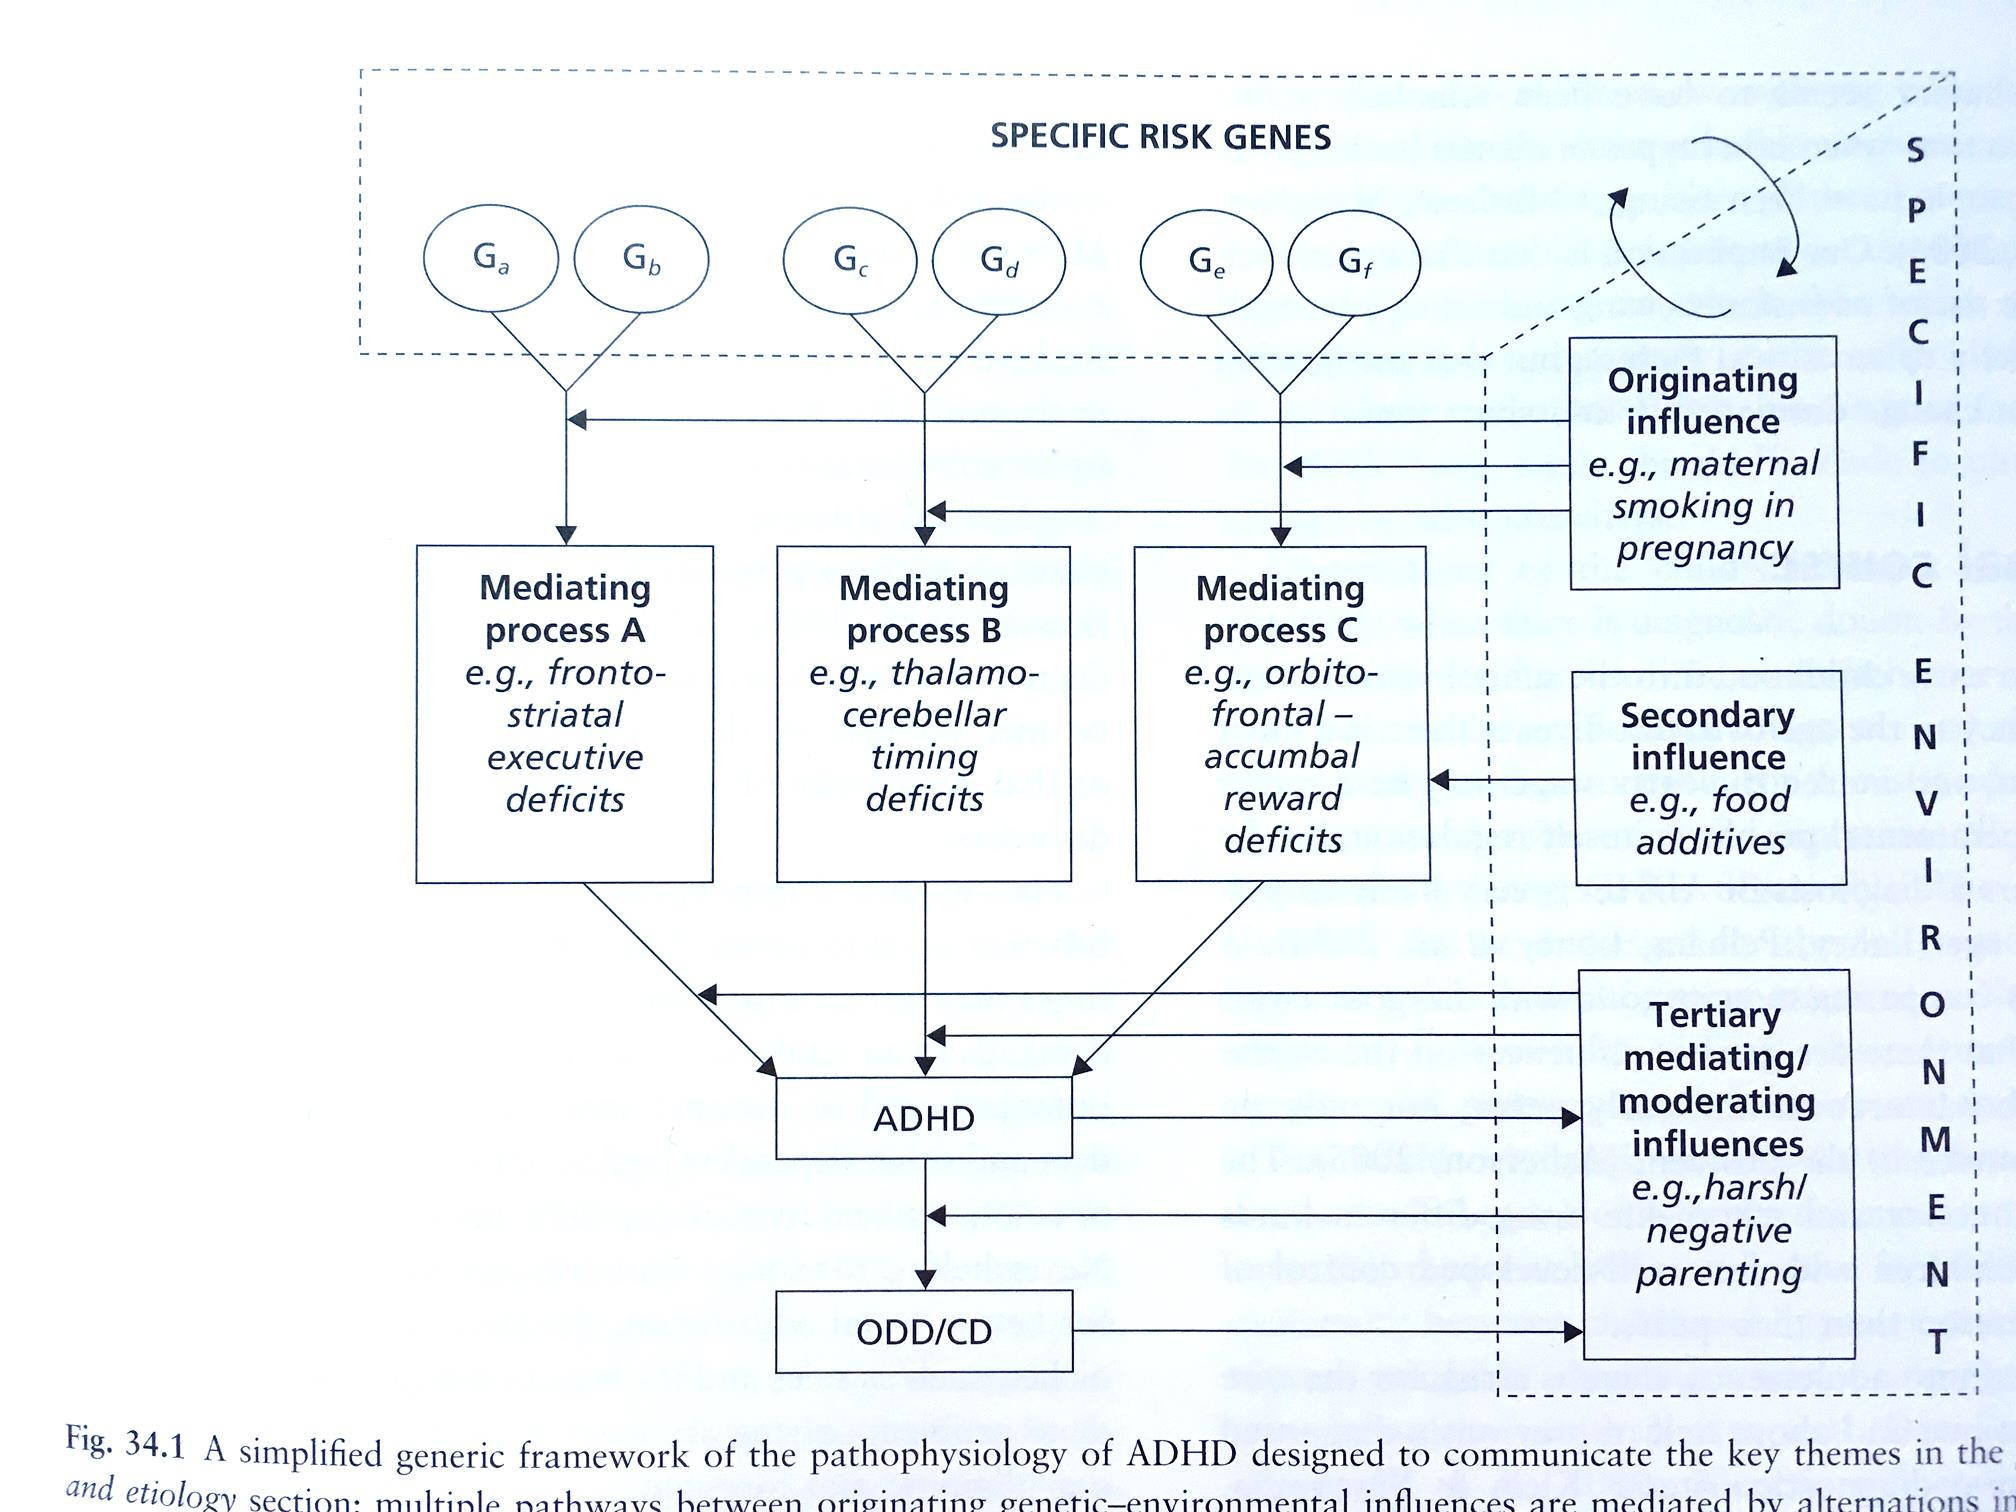 SPECIFIC RISK GENES
Ga
Gb
Gc
Gd
Ge
Gf
SPECIFIC ENVIRONMENT
Originating
influence
e.g., maternal
smoking in
pregnancy
Mediating
process A
e.g., fronto-
striatal
executive
deficits
Mediating
process B
e.g., thalamo-
cerebellar
timing
deficits
Mediating
process C
e.g., orbito-
frontal –
accumbal
reward
deficits
Secondary
influence
e.g., food
additives
Tertiary
mediating/
moderating
influences
e.g.,harsh/
negative
parenting
ADHD
ODD/CD
Fig. 34.1 A simplified generic framework of the pathophysiology of ADHD designed to communicate the key themes in the
and etiology section: multiple pathways between originating genetic–environmental influences are mediated by alternations in